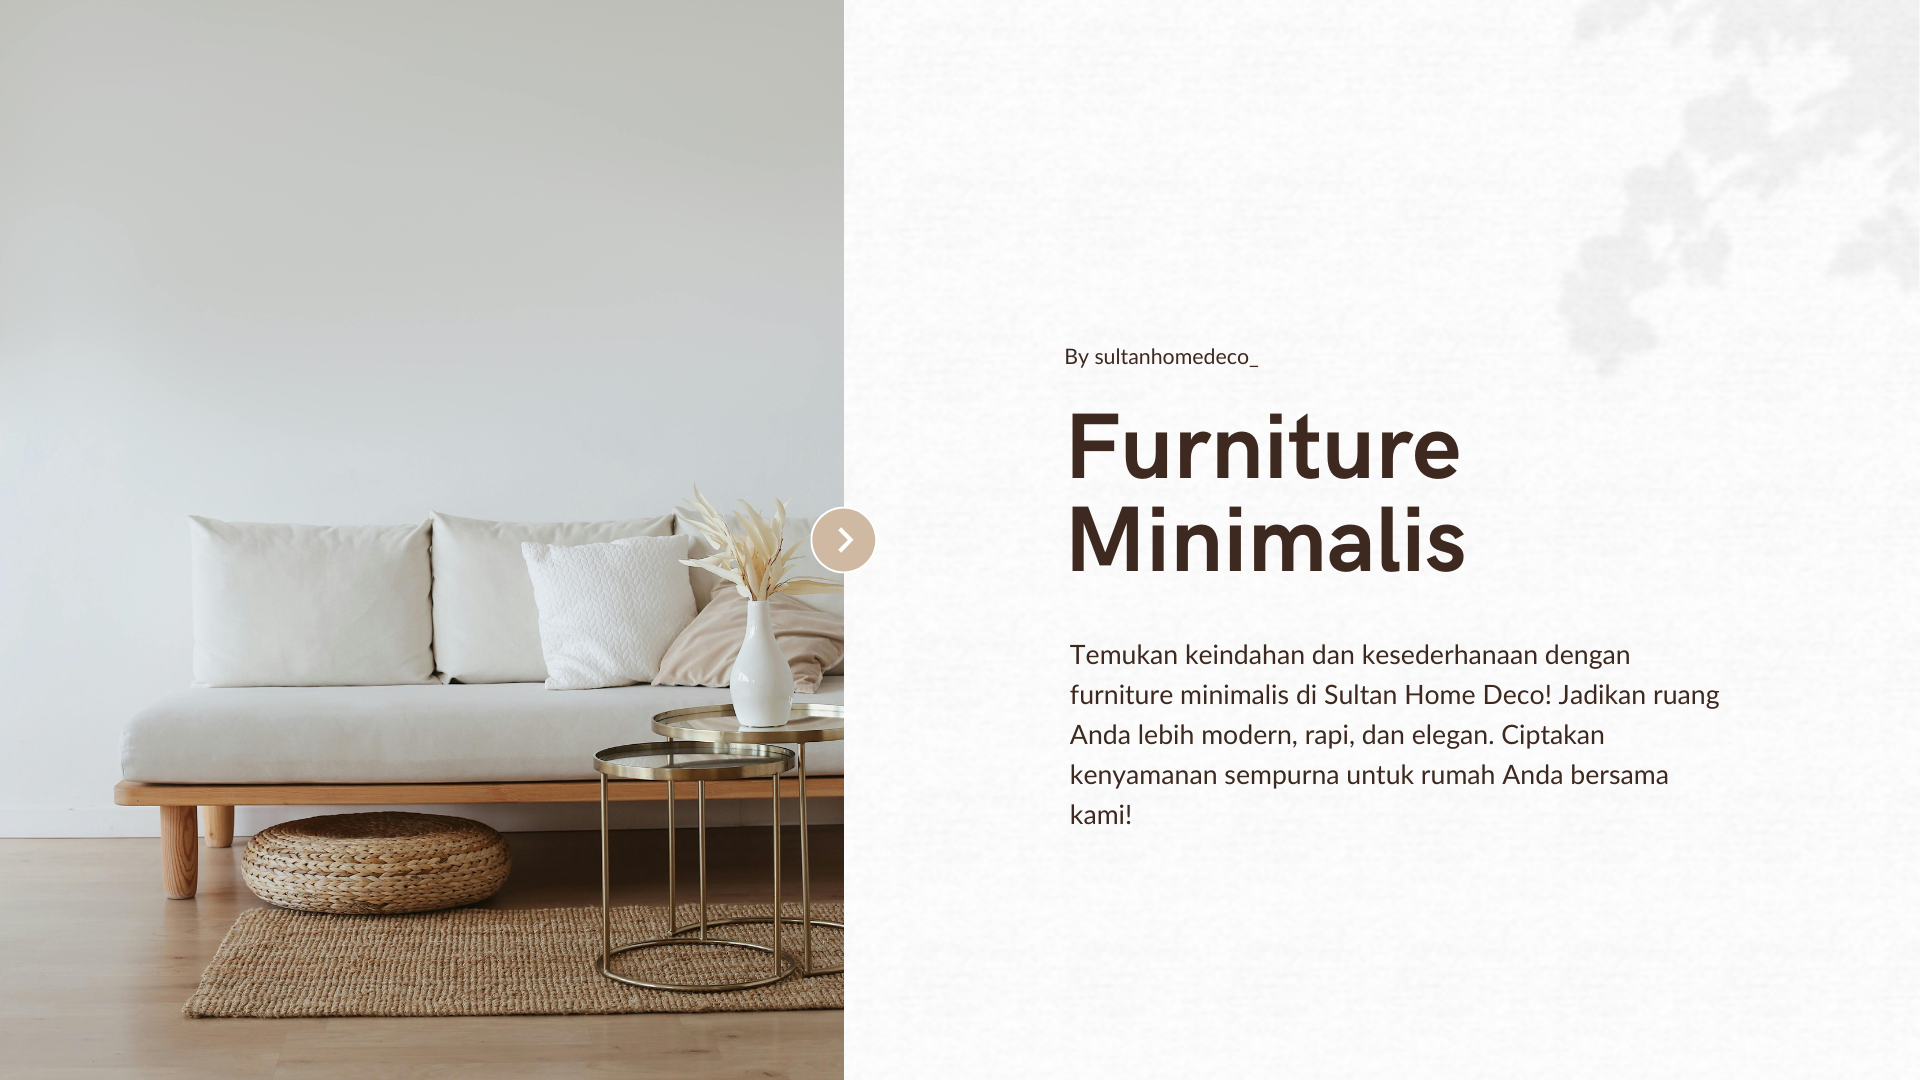 By sultanhomedeco_
Furniture
Minimalis
Temukan keindahan dan kesederhanaan dengan
furniture minimalis di Sultan Home Deco! Jadikan ruang
Anda lebih modern, rapi, dan elegan. Ciptakan
kenyamanan sempurna untuk rumah Anda bersama
kami!